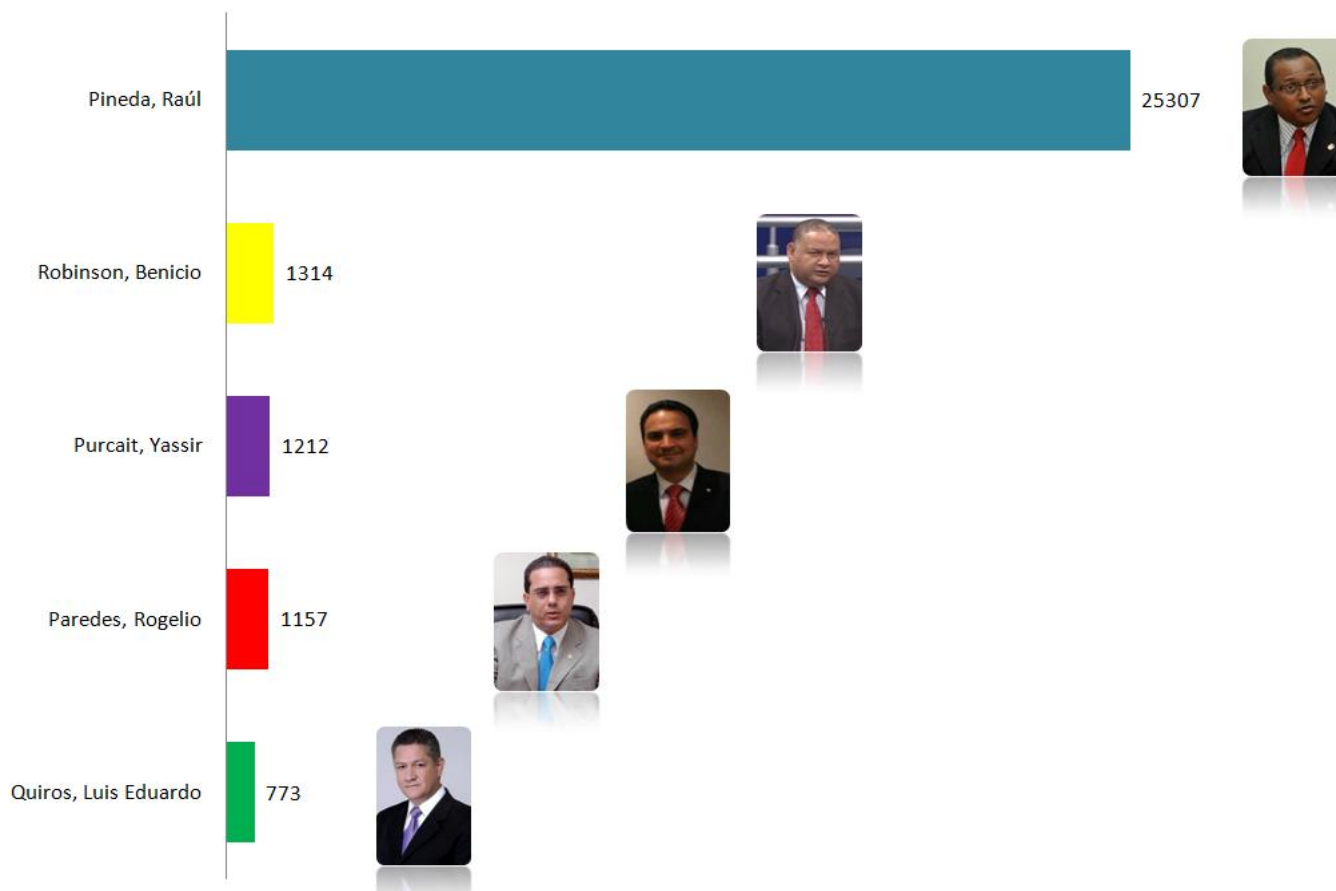 Pineda, Raúl 25307
Robinson, Benicio 1314
Purcait, Yassir 1212
Paredes, Rogelio 1157
Quiros, Luis Eduardo 773